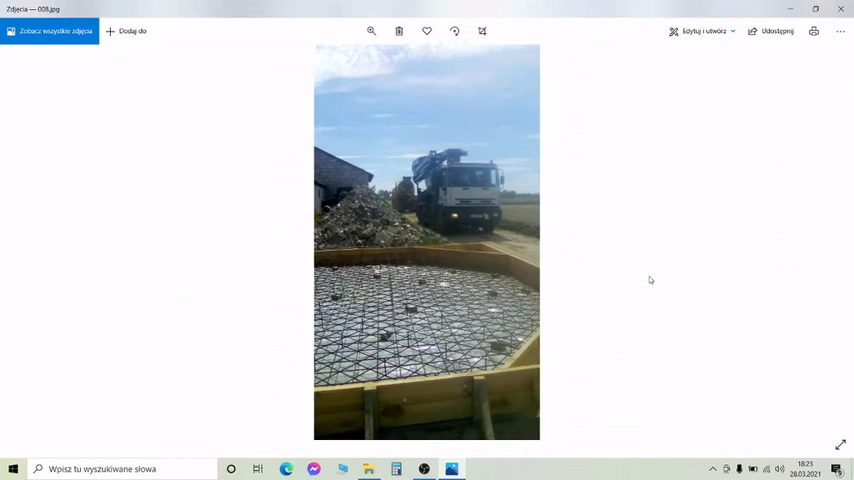 Zdjęcia — 008.jpg
Zobacz wszystkie zdjęcia
Dodaj do
Edytuj i utwórz
Udostępnij
Wpisz tu wyszukiwane słowa
18:23
28.03.2021